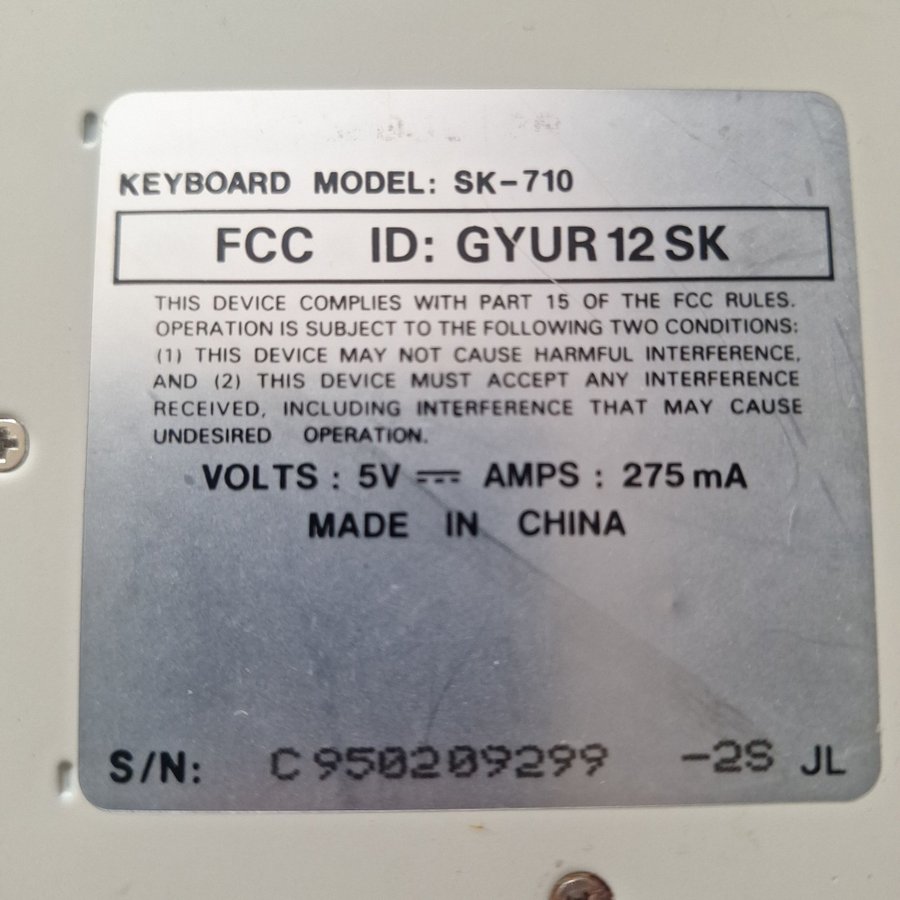 KEYBOARD MODEL: SK-710
FCC ID: GYUR12SK
THIS DEVICE COMPLIES WITH PART 15 OF THE FCC RULES.
OPERATION IS SUBJECT TO THE FOLLOWING TWO CONDITIONS:
(1) THIS DEVICE MAY NOT CAUSE HARMFUL INTERFERENCE,
AND (2) THIS DEVICE MUST ACCEPT ANY INTERFERENCE
RECEIVED, INCLUDING INTERFERENCE THAT MAY CAUSE
UNDESIRED OPERATION.
VOLTS : 5V ⎓ AMPS : 275 mA
MADE IN CHINA
S/N: C950209299 -2S JL